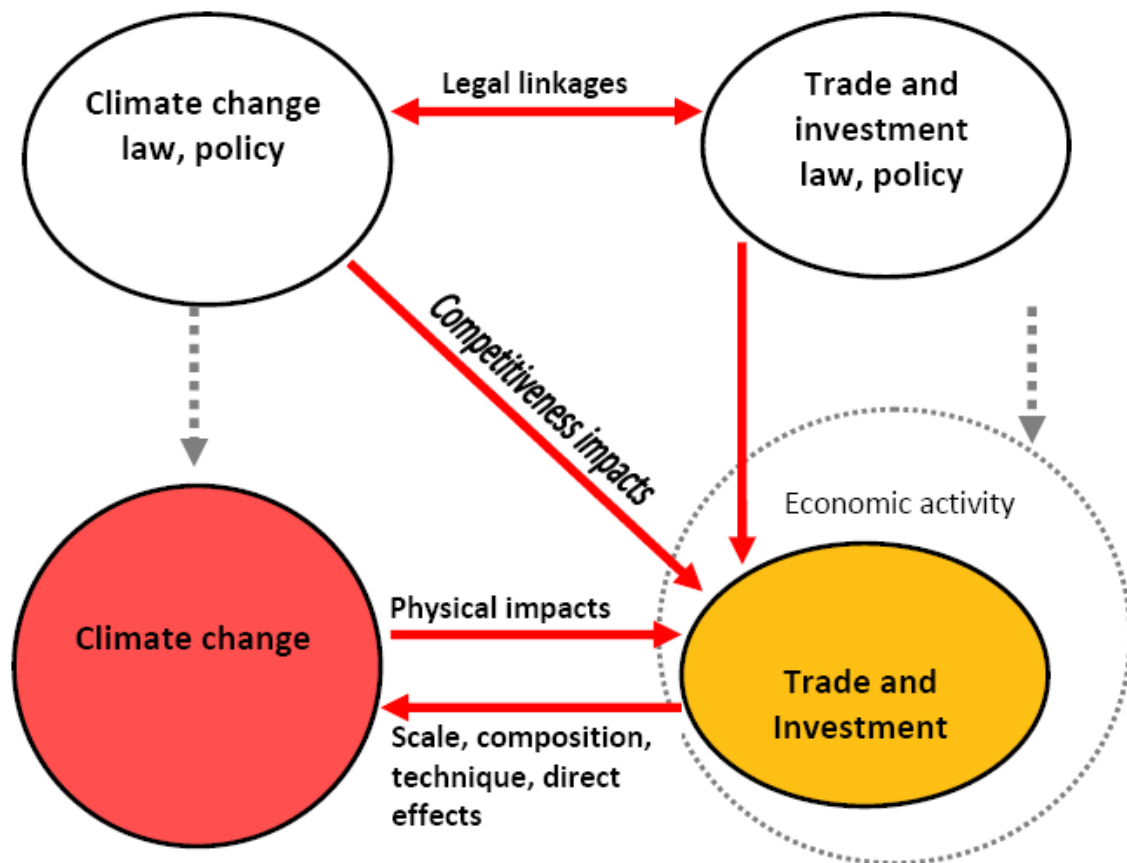 Climate change
law, policy
Legal linkages
Trade and
investment
law, policy
Competitiveness impacts
Economic activity
Climate change
Physical impacts
Trade and
Investment
Scale, composition,
technique, direct
effects